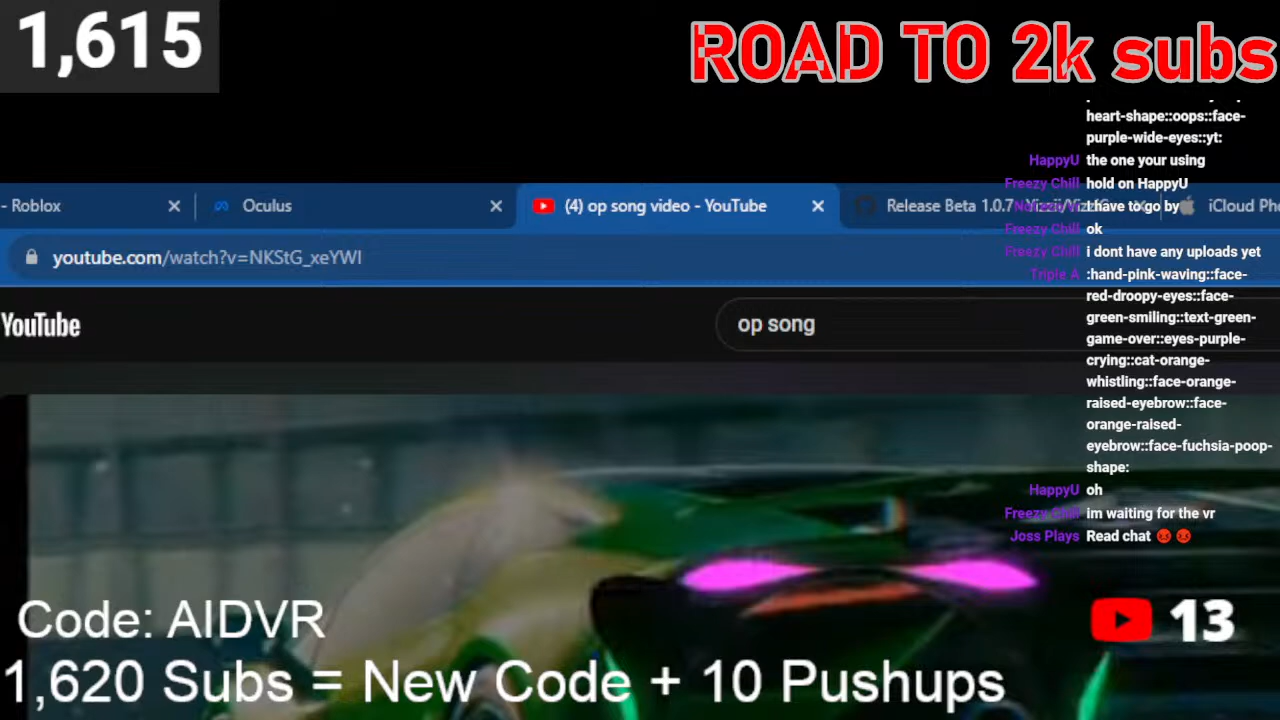 1,615
ROAD TO 2k subs
heart-shape::oops::face-
purple-wide-eyes::yt:
HappyU the one your using
Freezy Chill hold on HappyU
I have to go by
Freezy Chill ok
Freezy Chill i dont have any uploads yet
Triple A :hand-pink-waving::face-
red-droopy-eyes::face-
green-smiling::text-green-
game-over::eyes-purple-
crying::cat-orange-
whistling::face-orange-
raised-eyebrow::face-
orange-raised-
eyebrow::face-fuchsia-poop-
shape:
HappyU oh
Freezy Chill im waiting for the vr
Joss Plays Read chat 😡 😡
- Roblox
Oculus
(4) op song video - YouTube
Release Beta 1.0.7
iCloud Pho
youtube.com/watch?v=NKStG_xeYWI
YouTube
op song
Code: AIDVR
13
1,620 Subs = New Code + 10 Pushups